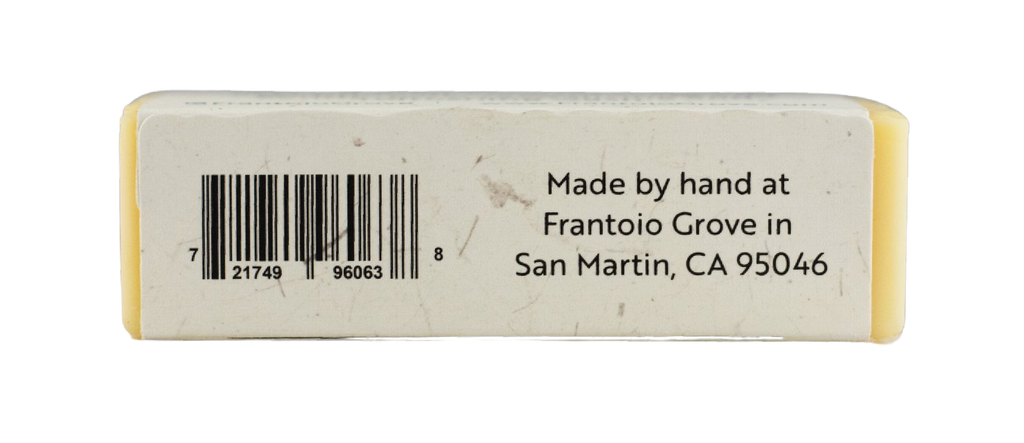 Made by hand at
Frantoio Grove in
San Martin, CA 95046
7 21749 96063 8